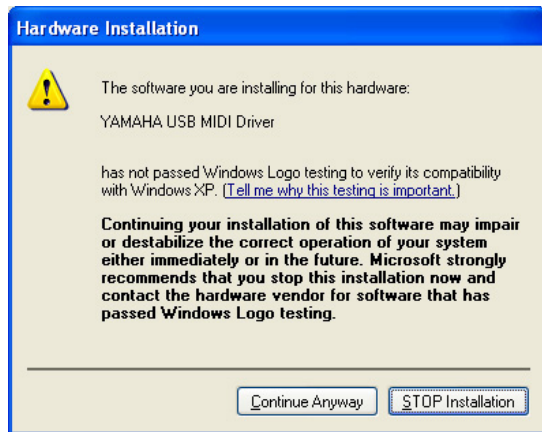 Hardware Installation
The software you are installing for this hardware:
YAMAHA USB MIDI Driver
has not passed Windows Logo testing to verify its compatibility
with Windows XP. (Tell me why this testing is important.)
Continuing your installation of this software may impair
or destabilize the correct operation of your system
either immediately or in the future. Microsoft strongly
recommends that you stop this installation now and
contact the hardware vendor for software that has
passed Windows Logo testing.
Continue Anyway
STOP Installation